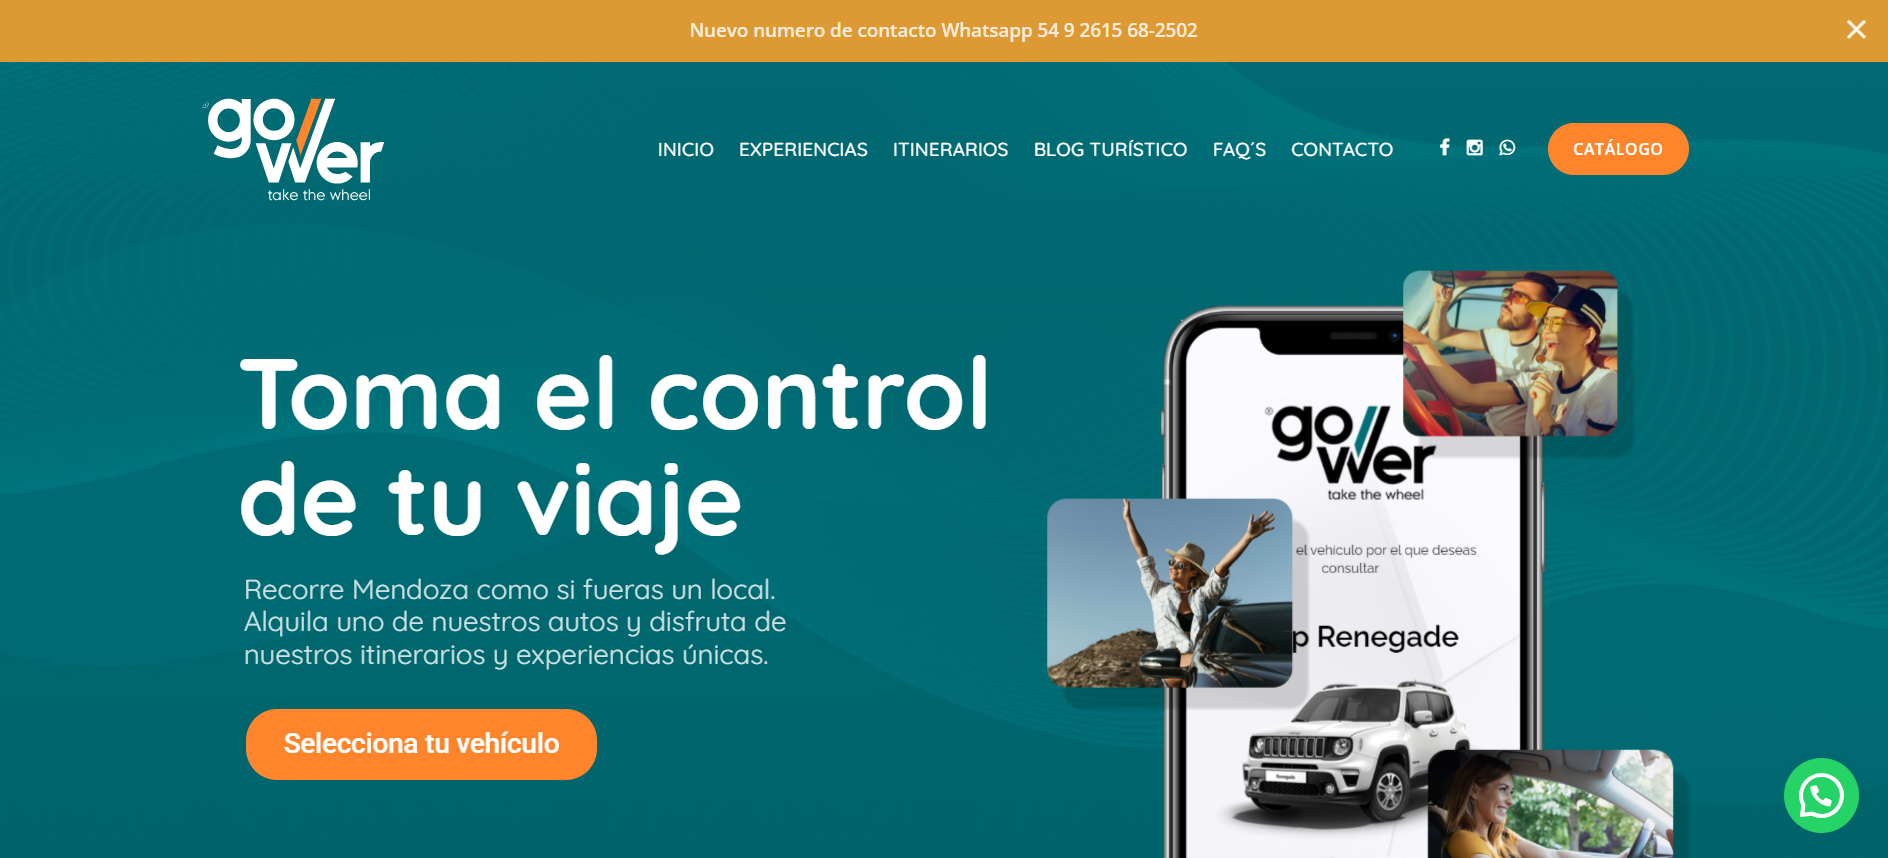 Nuevo numero de contacto Whatsapp 54 9 2615 68-2502
go
wer
take the wheel
INICIO EXPERIENCIAS ITINERARIOS BLOG TURÍSTICO FAQ´S CONTACTO CATÁLOGO
Toma el control
de tu viaje
Recorre Mendoza como si fueras un local.
Alquila uno de nuestros autos y disfruta de
nuestros itinerarios y experiencias únicas.
Selecciona tu vehículo
go
wer
take the wheel
el vehículo por el que deseas
consultar
p Renegade
Renegade